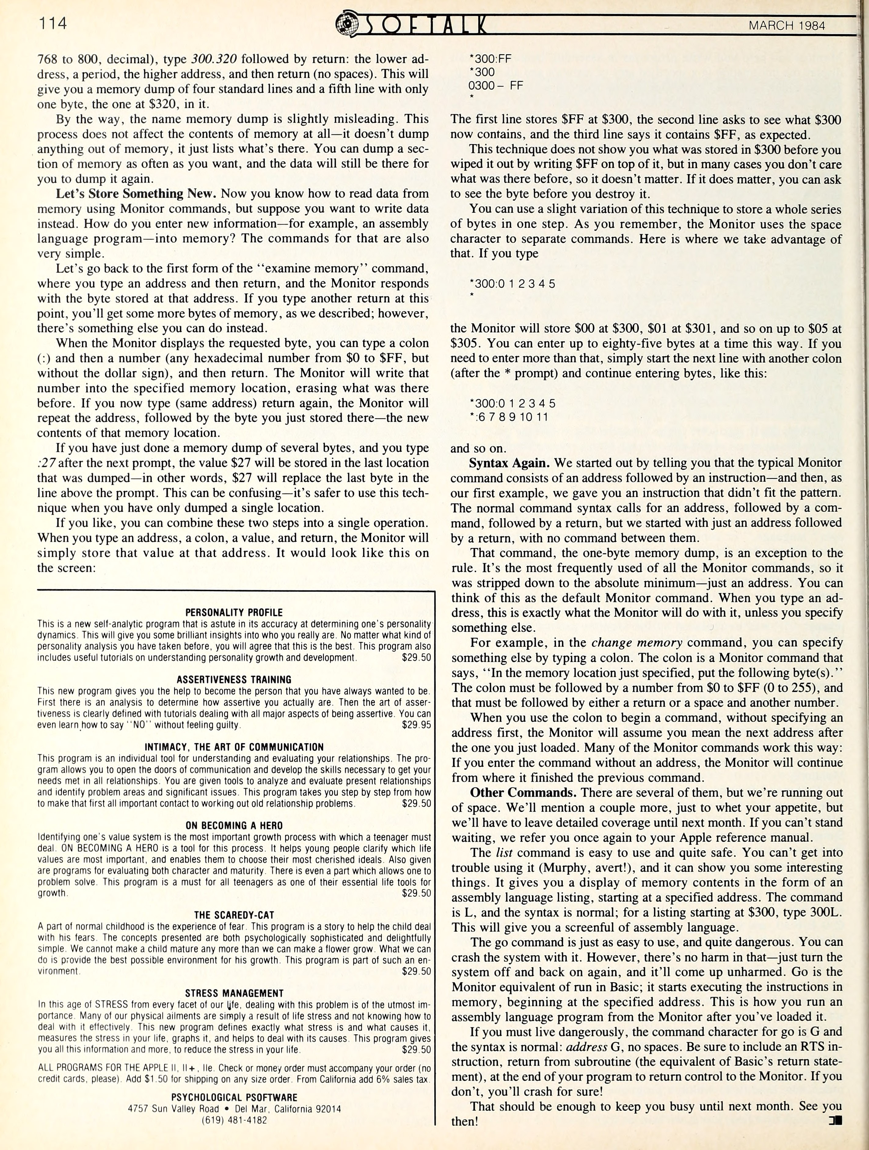 114
SOFTALK
MARCH 1984
768 to 800, decimal), type 300.320 followed by return: the lower ad-
dress, a period, the higher address, and then return (no spaces). This will
give you a memory dump of four standard lines and a fifth line with only
one byte, the one at $320, in it.
By the way, the name memory dump is slightly misleading. This
process does not affect the contents of memory at all—it doesn't dump
anything out of memory, it just lists what's there. You can dump a sec-
tion of memory as often as you want, and the data will still be there for
you to dump it again.
Let's Store Something New. Now you know how to read data from
memory using Monitor commands, but suppose you want to write data
instead. How do you enter new information—for example, an assembly
language program—into memory? The commands for that are also
very simple.
Let's go back to the first form of the "examine memory" command,
where you type an address and then return, and the Monitor responds
with the byte stored at that address. If you type another return at this
point, you'll get some more bytes of memory, as we described; however,
there's something else you can do instead.
When the Monitor displays the requested byte, you can type a colon
(:) and then a number (any hexadecimal number from $0 to $FF, but
without the dollar sign), and then return. The Monitor will write that
number into the specified memory location, erasing what was there
before. If you now type (same address) return again, the Monitor will
repeat the address, followed by the byte you just stored there—the new
contents of that memory location.
If you have just done a memory dump of several bytes, and you type
:27 after the next prompt, the value $27 will be stored in the last location
that was dumped—in other words, $27 will replace the last byte in the
line above the prompt. This can be confusing—it's safer to use this tech-
nique when you have only dumped a single location.
If you like, you can combine these two steps into a single operation.
When you type an address, a colon, a value, and return, the Monitor will
simply store that value at that address. It would look like this on
the screen:
PERSONALITY PROFILE
This is a new self-analytic program that is astute in its accuracy at determining one's personality
dynamics. This will give you some brilliant insights into who you really are. No matter what kind of
personality analysis you have taken before, you will agree that this is the best. This program also
includes useful tutorials on understanding personality growth and development. $29.50
ASSERTIVENESS TRAINING
This new program gives you the help to become the person that you have always wanted to be.
First there is an analysis to determine how assertive you actually are. Then the art of asser-
tiveness is clearly defined with tutorials dealing with all major aspects of being assertive. You can
even learn how to say "NO" without feeling guilty. $29.95
INTIMACY, THE ART OF COMMUNICATION
This program is an individual tool for understanding and evaluating your relationships. The pro-
gram allows you to open the doors of communication and develop the skills necessary to get your
needs met in all relationships. You are given tools to analyze and evaluate present relationships
and identify problem areas and significant issues. This program takes you step by step from how
to make that first all important contact to working out old relationship problems. $29.50
ON BECOMING A HERO
Identifying one's value system is the most important growth process with which a teenager must
deal. ON BECOMING A HERO is a tool for this process. It helps young people clarify which life
values are most important, and enables them to choose their most cherished ideals. Also given
are programs for evaluating both character and maturity. There is even a part which allows one to
problem solve. This program is a must for all teenagers as one of their essential life tools for
growth. $29.50
THE SCAREDY-CAT
A part of normal childhood is the experience of fear. This program is a story to help the child deal
with his fears. The concepts presented are both psychologically sophisticated and delightfully
simple. We cannot make a child mature any more than we can make a flower grow. What we can
do is provide the best possible environment for his growth. This program is part of such an en-
vironment. $29.50
STRESS MANAGEMENT
In this age of STRESS from every facet of our life, dealing with this problem is of the utmost im-
portance. Many of our physical ailments are simply a result of life stress and not knowing how to
deal with it effectively. This new program defines exactly what stress is and what causes it,
measures the stress in your life, graphs it, and helps to deal with its causes. This program gives
you all this information and more, to reduce the stress in your life. $29.50
ALL PROGRAMS FOR THE APPLE II, II+, IIe. Check or money order must accompany your order (no
credit cards, please). Add $1.50 for shipping on any size order. From California add 6% sales tax.
PSYCHOLOGICAL PSOFTWARE
4757 Sun Valley Road • Del Mar, California 92014
(619) 481-4182
*300:FF
*300
0300– FF
*
The first line stores $FF at $300, the second line asks to see what $300
now contains, and the third line says it contains $FF, as expected.
This technique does not show you what was stored in $300 before you
wiped it out by writing $FF on top of it, but in many cases you don't care
what was there before, so it doesn't matter. If it does matter, you can ask
to see the byte before you destroy it.
You can use a slight variation of this technique to store a whole series
of bytes in one step. As you remember, the Monitor uses the space
character to separate commands. Here is where we take advantage of
that. If you type
*300:0 1 2 3 4 5
*
the Monitor will store $00 at $300, $01 at $301, and so on up to $05 at
$305. You can enter up to eighty-five bytes at a time this way. If you
need to enter more than that, simply start the next line with another colon
(after the * prompt) and continue entering bytes, like this:
*300:0 1 2 3 4 5
*:6 7 8 9 10 11
and so on.
Syntax Again. We started out by telling you that the typical Monitor
command consists of an address followed by an instruction—and then, as
our first example, we gave you an instruction that didn't fit the pattern.
The normal command syntax calls for an address, followed by a com-
mand, followed by a return, but we started with just an address followed
by a return, with no command between them.
That command, the one-byte memory dump, is an exception to the
rule. It's the most frequently used of all the Monitor commands, so it
was stripped down to the absolute minimum—just an address. You can
think of this as the default Monitor command. When you type an ad-
dress, this is exactly what the Monitor will do with it, unless you specify
something else.
For example, in the change memory command, you can specify
something else by typing a colon. The colon is a Monitor command that
says, "In the memory location just specified, put the following byte(s)."
The colon must be followed by a number from $0 to $FF (0 to 255), and
that must be followed by either a return or a space and another number.
When you use the colon to begin a command, without specifying an
address first, the Monitor will assume you mean the next address after
the one you just loaded. Many of the Monitor commands work this way:
If you enter the command without an address, the Monitor will continue
from where it finished the previous command.
Other Commands. There are several of them, but we're running out
of space. We'll mention a couple more, just to whet your appetite, but
we'll have to leave detailed coverage until next month. If you can't stand
waiting, we refer you once again to your Apple reference manual.
The list command is easy to use and quite safe. You can't get into
trouble using it (Murphy, avert!), and it can show you some interesting
things. It gives you a display of memory contents in the form of an
assembly language listing, starting at a specified address. The command
is L, and the syntax is normal; for a listing starting at $300, type 300L.
This will give you a screenful of assembly language.
The go command is just as easy to use, and quite dangerous. You can
crash the system with it. However, there's no harm in that—just turn the
system off and back on again, and it'll come up unharmed. Go is the
Monitor equivalent of run in Basic; it starts executing the instructions in
memory, beginning at the specified address. This is how you run an
assembly language program from the Monitor after you've loaded it.
If you must live dangerously, the command character for go is G and
the syntax is normal: address G, no spaces. Be sure to include an RTS in-
struction, return from subroutine (the equivalent of Basic's return state-
ment), at the end of your program to return control to the Monitor. If you
don't, you'll crash for sure!
That should be enough to keep you busy until next month. See you
then!